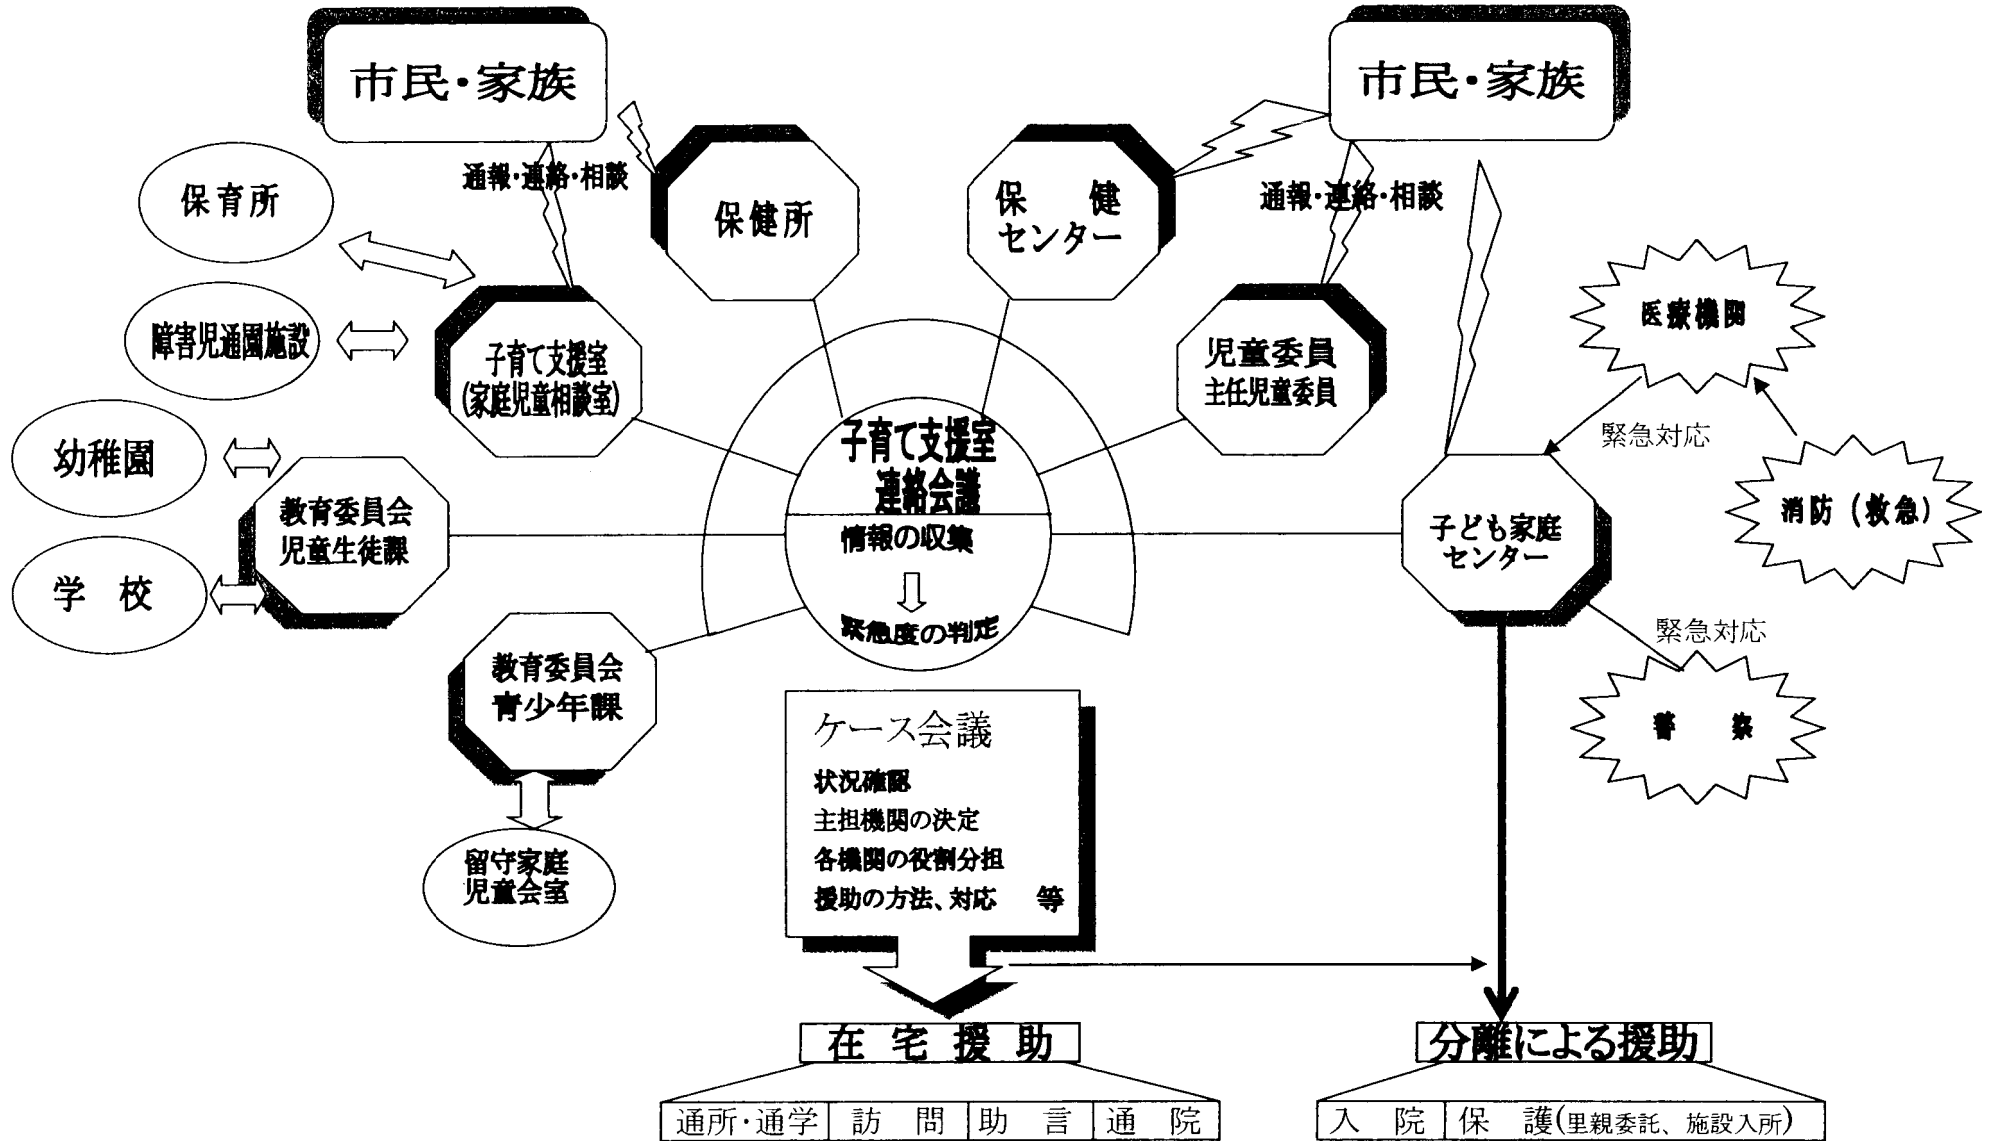 市民・家族
市民・家族
通報・連絡・相談
通報・連絡・相談
保育所
保健所
保　健
センター
障害児通園施設
子育て支援室
(家庭児童相談室)
児童委員
主任児童委員
医療機関
緊急対応
幼稚園
教育委員会
児童生徒課
学　校
子育て支援室
連絡会議
情報の収集
緊急度の判定
子ども家庭
センター
消防（救急）
緊急対応
警　察
教育委員会
青少年課
留守家庭
児童会室
ケース会議
状況確認
主担機関の決定
各機関の役割分担
援助の方法、対応　等
在宅援助
分離による援助
通所・通学
訪　問
助　言
通　院
入　院
保　護(里親委託、施設入所)